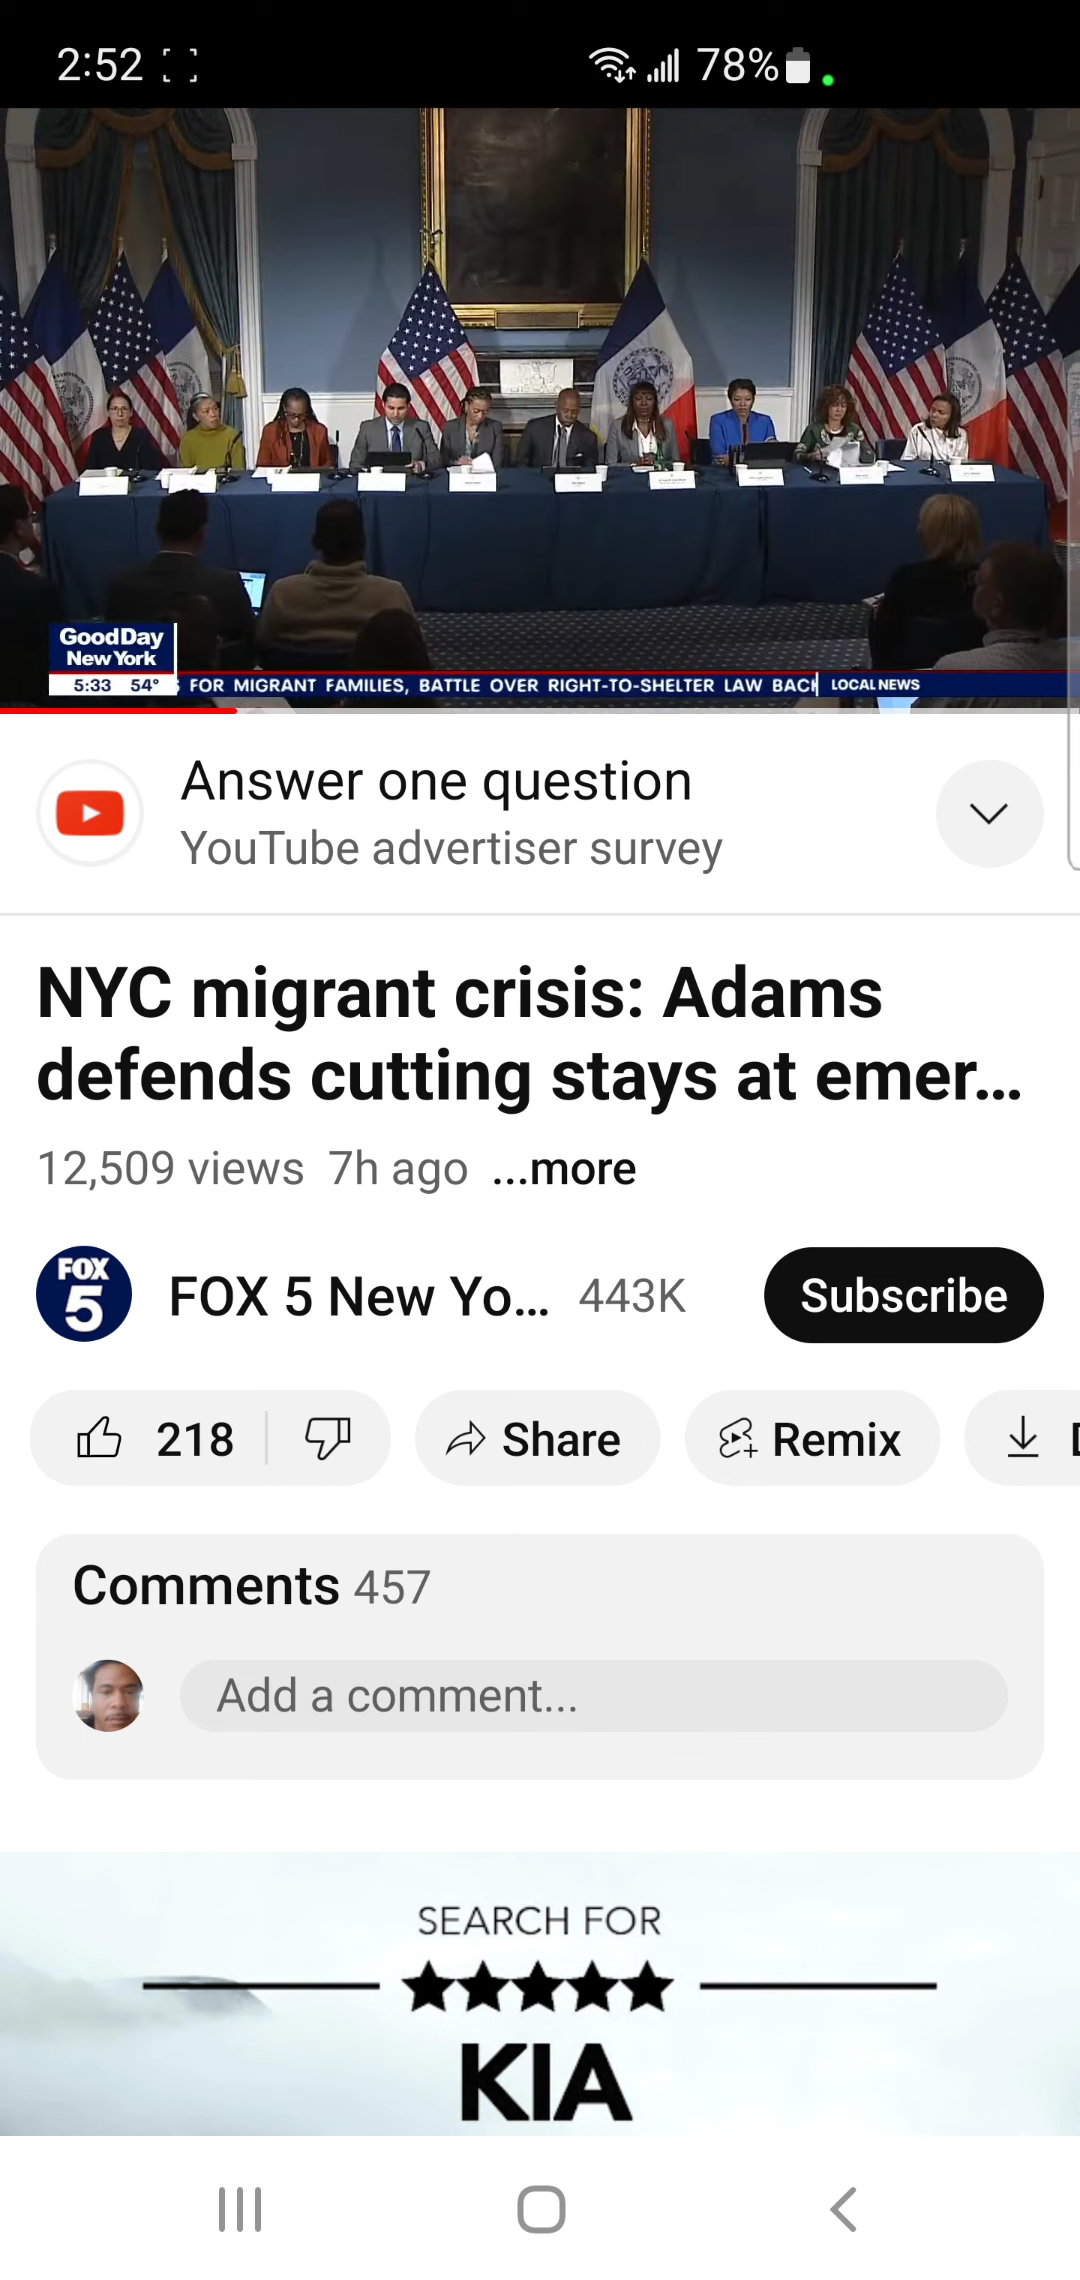 2:52
78%
GoodDay
New York
5:33 54° FOR MIGRANT FAMILIES, BATTLE OVER RIGHT-TO-SHELTER LAW BACK LOCAL NEWS
Answer one question
YouTube advertiser survey
NYC migrant crisis: Adams
defends cutting stays at emer...
12,509 views 7h ago ...more
FOX
5
FOX 5 New Yo... 443K Subscribe
218 Share Remix
Comments 457
Add a comment...
SEARCH FOR
KIA